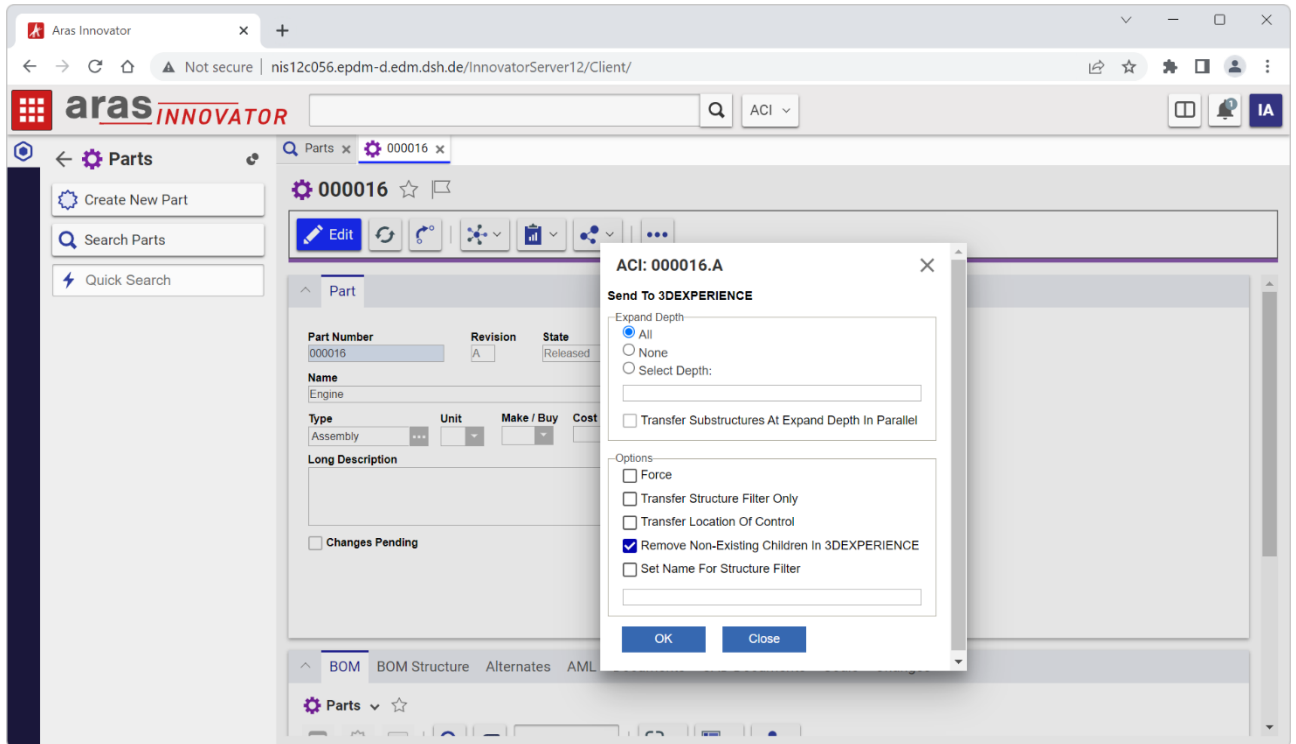 Aras Innovator
Not secure | nis12c056.epdm-d.edm.dsh.de/InnovatorServer12/Client/
aras INNOVATOR
ACI
IA
Parts
Create New Part
Search Parts
Quick Search
Parts
000016
000016
Edit
Part
Part Number
000016
Revision
A
State
Released
Name
Engine
Type
Assembly
Unit
Make / Buy
Cost
Long Description
Changes Pending
BOM
BOM Structure
Alternates
AML
Parts
ACI: 000016.A
Send To 3DEXPERIENCE
Expand Depth
All
None
Select Depth:
Transfer Substructures At Expand Depth In Parallel
Options
Force
Transfer Structure Filter Only
Transfer Location Of Control
Remove Non-Existing Children In 3DEXPERIENCE
Set Name For Structure Filter
OK
Close